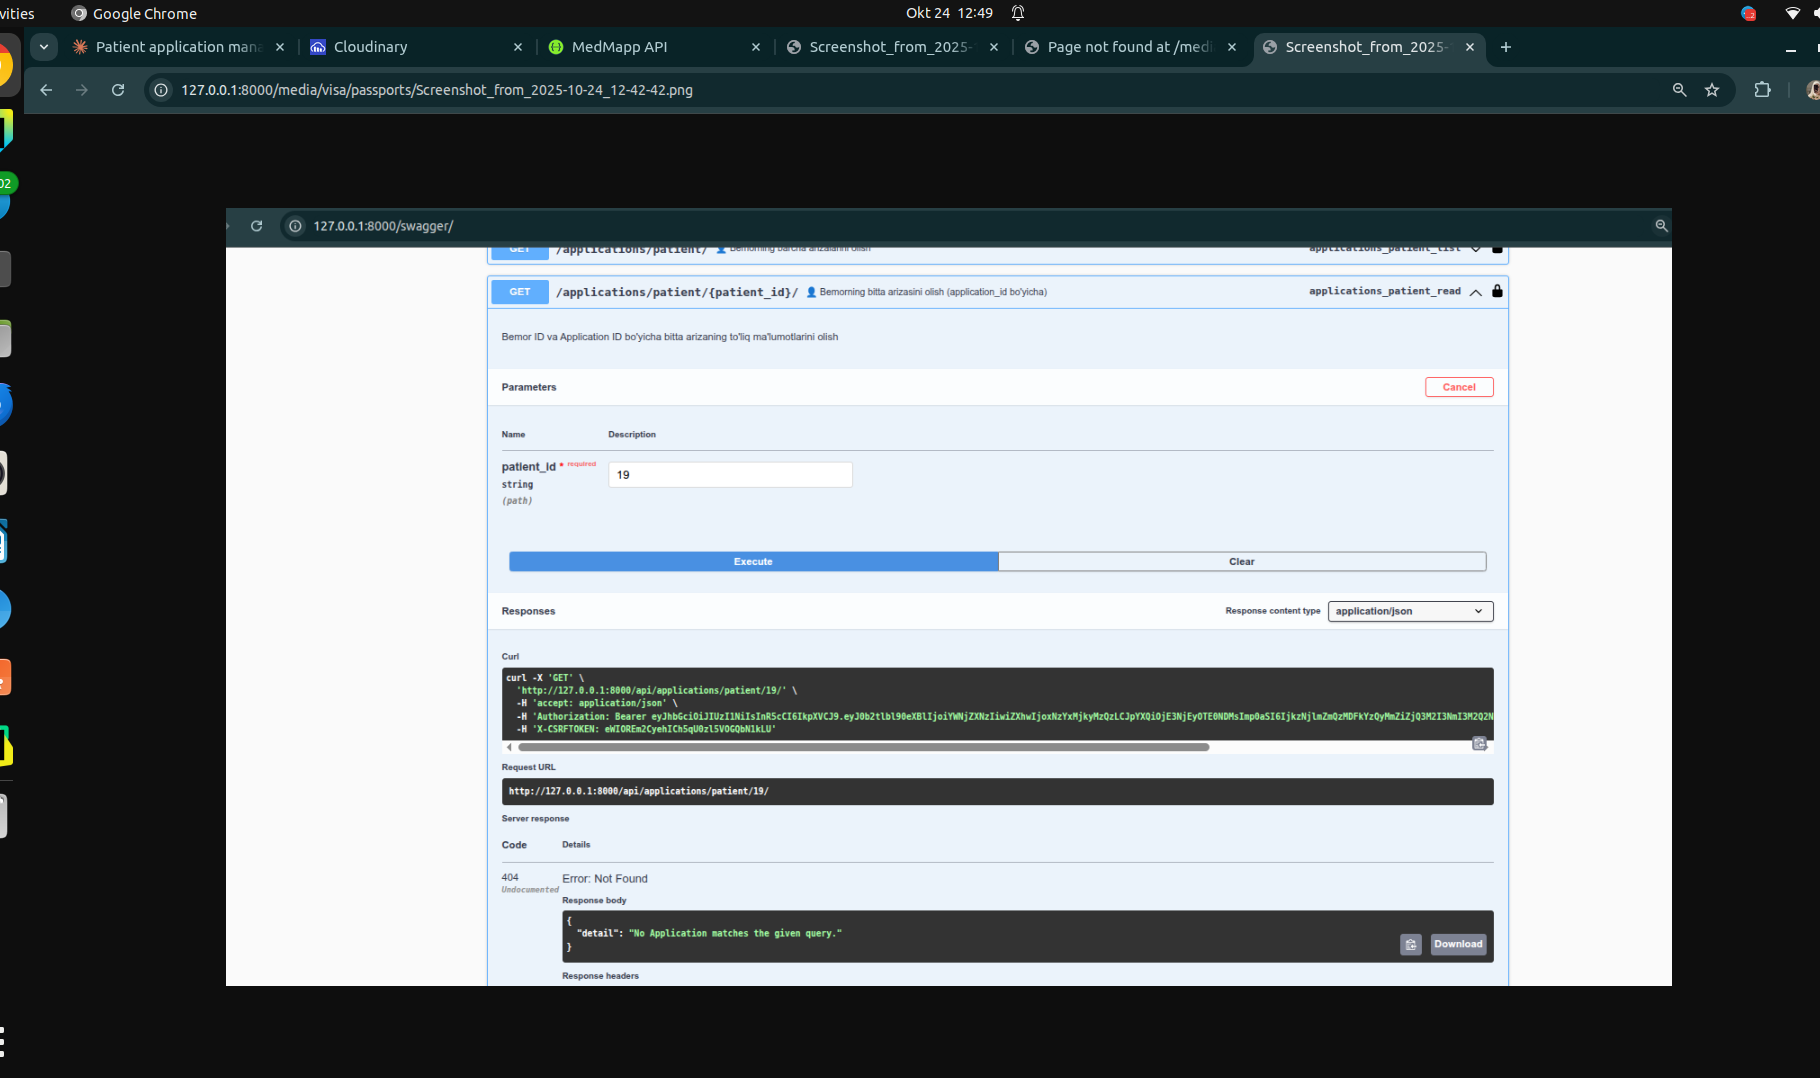 vities
Google Chrome
Okt 24 12:49
Patient application mana
Cloudinary
MedMapp API
Screenshot_from_2025-
Page not found at /medi
Screenshot_from_2025-
127.0.0.1:8000/media/visa/passports/Screenshot_from_2025-10-24_12-42-42.png
02
127.0.0.1:8000/swagger/
GET /applications/patient/ Bemorning barcha arizalarini olish applications_patient_list
GET /applications/patient/{patient_id}/ Bemorning bitta arizasini olish (application_id bo'yicha) applications_patient_read
Bemor ID va Application ID bo'yicha bitta arizaning to'liq ma'lumotlarini olish
Parameters
Cancel
Name Description
patient_id * required
19
string
(path)
Execute
Clear
Responses
Response content type
application/json
Curl
curl -X 'GET' \
'http://127.0.0.1:8000/api/applications/patient/19/' \
-H 'accept: application/json' \
-H 'Authorization: Bearer
-H 'X-CSRFTOKEN: eWIOREm2CyehICh5qU0zl5VOGQbN1kLU'
Request URL
http://127.0.0.1:8000/api/applications/patient/19/
Server response
Code Details
404
Undocumented
Error: Not Found
Response body
{
"detail": "No Application matches the given query."
}
Download
Response headers